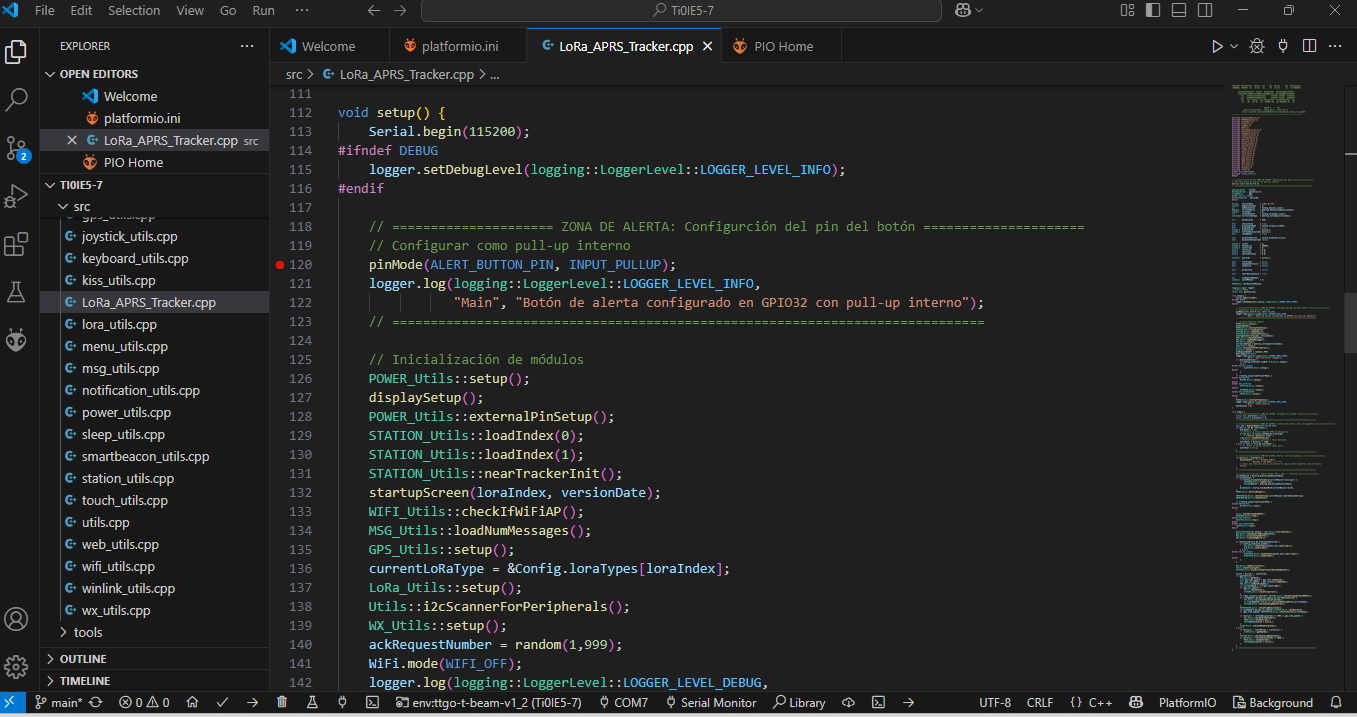 File Edit Selection View Go Run ··· Ti0IE5-7
EXPLORER ···
OPEN EDITORS
Welcome
platformio.ini
LoRa_APRS_Tracker.cpp src
PIO Home
TI0IE5-7
src
gps_utils.cpp
joystick_utils.cpp
keyboard_utils.cpp
kiss_utils.cpp
LoRa_APRS_Tracker.cpp
lora_utils.cpp
menu_utils.cpp
msg_utils.cpp
notification_utils.cpp
power_utils.cpp
sleep_utils.cpp
smartbeacon_utils.cpp
station_utils.cpp
touch_utils.cpp
utils.cpp
web_utils.cpp
wifi_utils.cpp
winlink_utils.cpp
wx_utils.cpp
tools
OUTLINE
TIMELINE
2
Welcome platformio.ini LoRa_APRS_Tracker.cpp PIO Home
src > LoRa_APRS_Tracker.cpp > ...
111
112 void setup() {
113 Serial.begin(115200);
114 #ifndef DEBUG
115 logger.setDebugLevel(logging::LoggerLevel::LOGGER_LEVEL_INFO);
116 #endif
117
118 // ===================== ZONA DE ALERTA: Configurción del pin del botón =====================
119 // Configurar como pull-up interno
120 pinMode(ALERT_BUTTON_PIN, INPUT_PULLUP);
121 logger.log(logging::LoggerLevel::LOGGER_LEVEL_INFO,
122 "Main", "Botón de alerta configurado en GPIO32 con pull-up interno");
123 // =============================================================================
124
125 // Inicialización de módulos
126 POWER_Utils::setup();
127 displaySetup();
128 POWER_Utils::externalPinSetup();
129 STATION_Utils::loadIndex(0);
130 STATION_Utils::loadIndex(1);
131 STATION_Utils::nearTrackerInit();
132 startupScreen(loraIndex, versionDate);
133 WIFI_Utils::checkIfWiFiAP();
134 MSG_Utils::loadNumMessages();
135 GPS_Utils::setup();
136 currentLoRaType = &Config.loraTypes[loraIndex];
137 LoRa_Utils::setup();
138 Utils::i2cScannerForPeripherals();
139 WX_Utils::setup();
140 ackRequestNumber = random(1,999);
141 WiFi.mode(WIFI_OFF);
142 logger.log(logging::LoggerLevel::LOGGER_LEVEL_DEBUG,
main* 0 0 env:ttgo-t-beam-v1_2 (Ti0IE5-7) COM7 Serial Monitor Library UTF-8 CRLF {} C++ PlatformIO Background